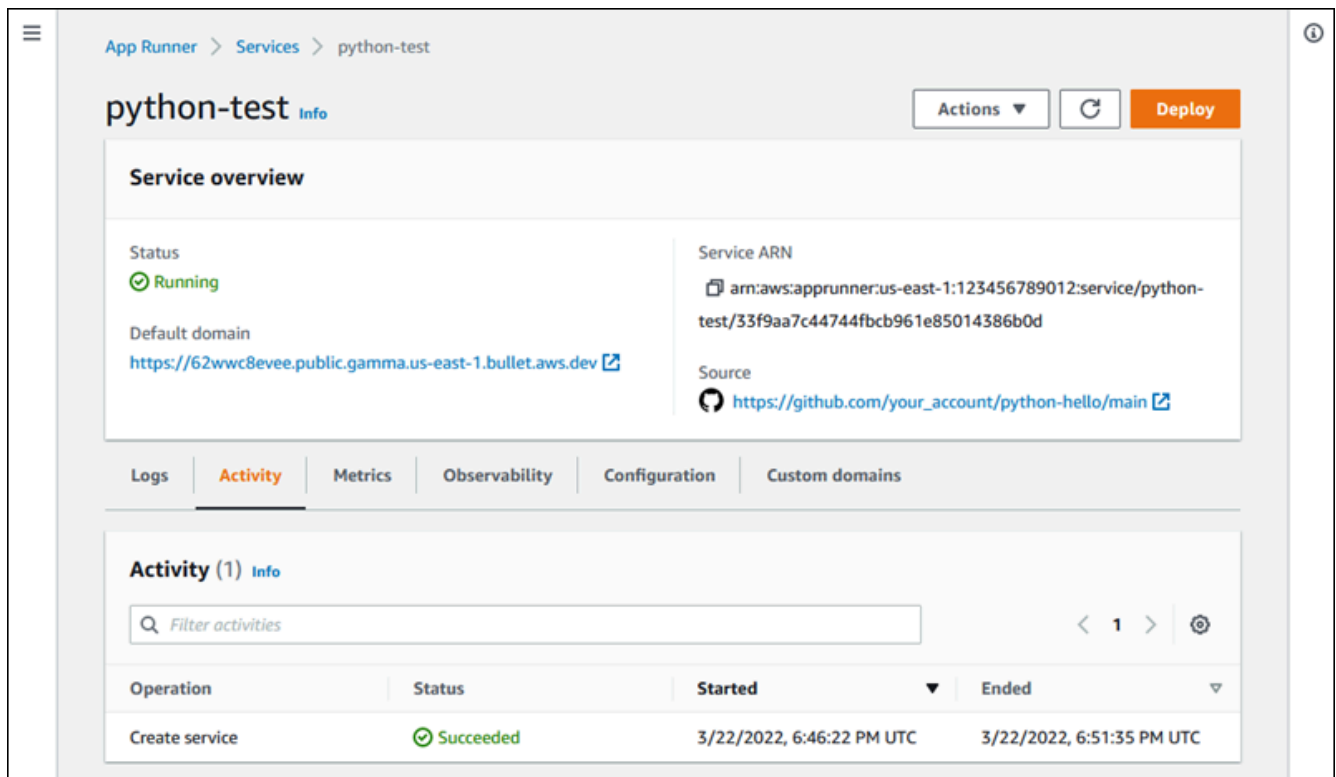 App Runner > Services > python-test
python-test Info
Actions ▼
Deploy
Service overview
Status
Running
Default domain
https://62wwc8evee.public.gamma.us-east-1.bullet.aws.dev
Service ARN
arn:aws:apprunner:us-east-1:123456789012:service/python-
test/33f9aa7c44744fbcb961e85014386b0d
Source
https://github.com/your_account/python-hello/main
Logs Activity Metrics Observability Configuration Custom domains
Activity (1) Info
Filter activities
< 1 >
Operation Status Started ▼ Ended ▽
Create service Succeeded 3/22/2022, 6:46:22 PM UTC 3/22/2022, 6:51:35 PM UTC